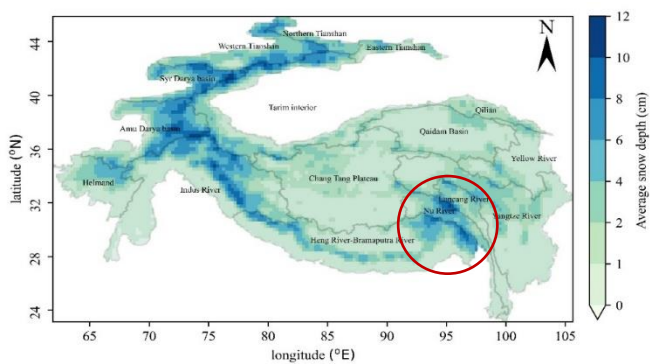 44
40
36
32
28
24
latitude (°N)
65
70
75
80
85
90
95
100
105
longitude (°E)
Northern Tianshan
Western Tianshan
Eastern Tianshan
Syr Darya basin
Tarim interior
Amu Darya basin
Qilian
Qaidam Basin
Yellow River
Helmand
Indus River
Chang Tang Plateau
Lancang River
Nu River
Yangtze River
Heng River-Bramaputra River
N
12
10
8
6
4
2
1
0
Average snow depth (cm)